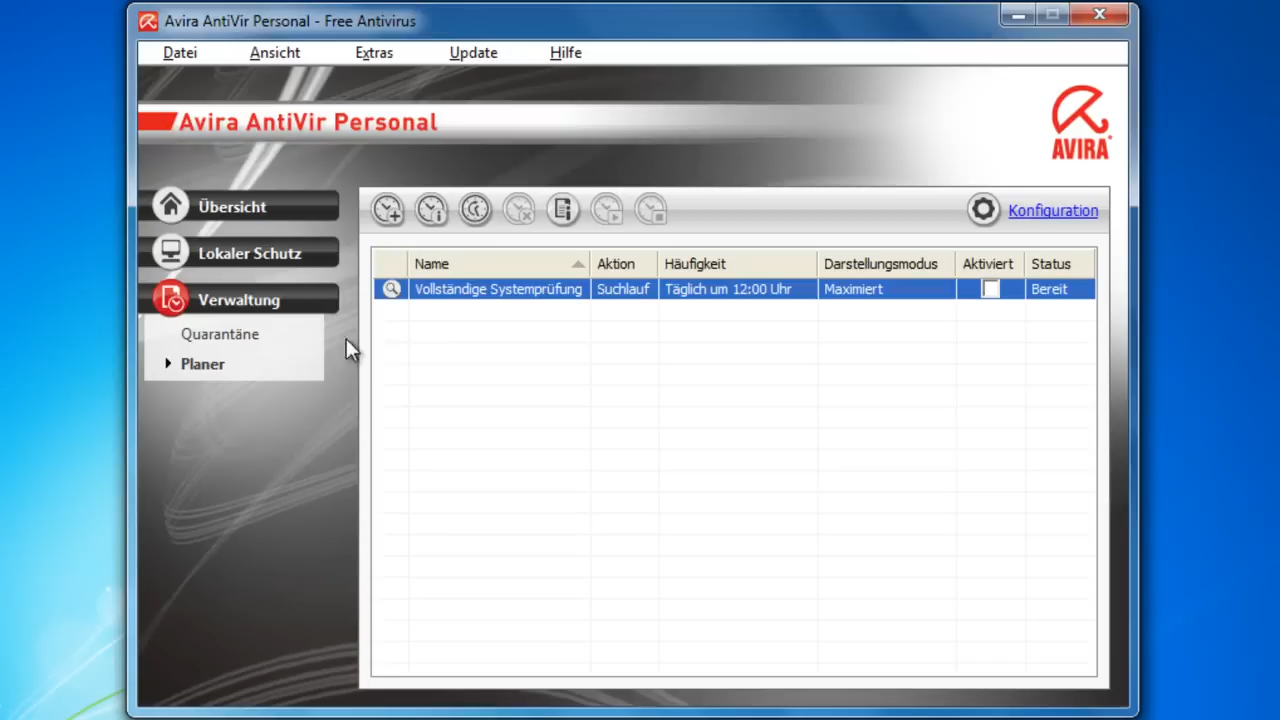 Avira AntiVir Personal - Free Antivirus
Datei Ansicht Extras Update Hilfe
Avira AntiVir Personal
AVIRA
Übersicht
Lokaler Schutz
Verwaltung
Quarantäne
Planer
Konfiguration
Name Aktion Häufigkeit Darstellungsmodus Aktiviert Status
Vollständige Systemprüfung Suchlauf Täglich um 12:00 Uhr Maximiert Bereit